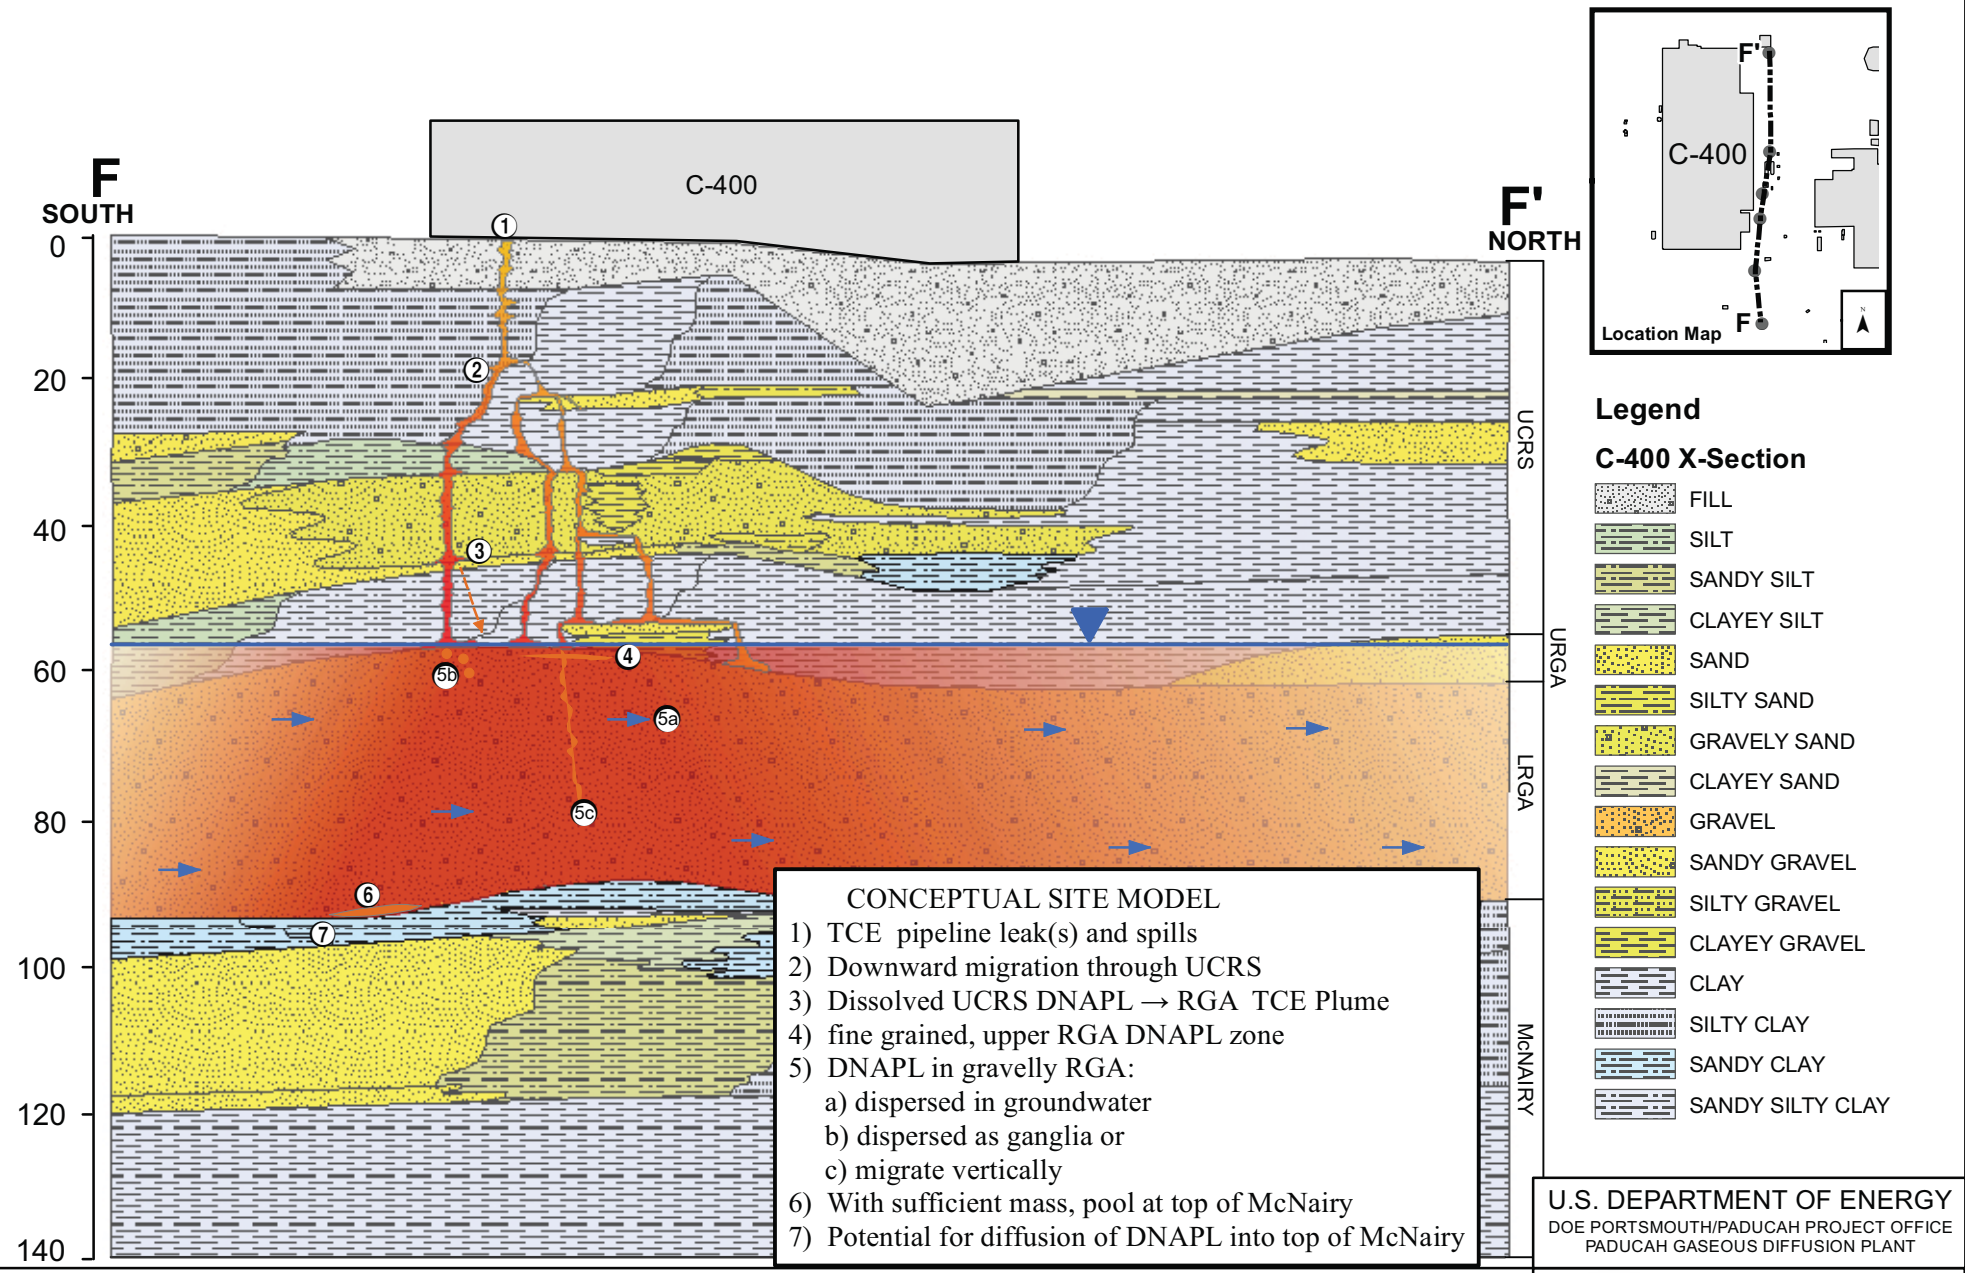 F
SOUTH
0
20
40
60
80
100
120
140
C-400
F'
NORTH
1
2
3
4
5b
5a
5c
6
7
UCRS
URGA
LRGA
McNAIRY
CONCEPTUAL SITE MODEL
1) TCE pipeline leak(s) and spills
2) Downward migration through UCRS
3) Dissolved UCRS DNAPL → RGA TCE Plume
4) fine grained, upper RGA DNAPL zone
5) DNAPL in gravelly RGA:
a) dispersed in groundwater
b) dispersed as ganglia or
c) migrate vertically
6) With sufficient mass, pool at top of McNairy
7) Potential for diffusion of DNAPL into top of McNairy
F'
C-400
F
Location Map
N
Legend
C-400 X-Section
FILL
SILT
SANDY SILT
CLAYEY SILT
SAND
SILTY SAND
GRAVELY SAND
CLAYEY SAND
GRAVEL
SANDY GRAVEL
SILTY GRAVEL
CLAYEY GRAVEL
CLAY
SILTY CLAY
SANDY CLAY
SANDY SILTY CLAY
U.S. DEPARTMENT OF ENERGY
DOE PORTSMOUTH/PADUCAH PROJECT OFFICE
PADUCAH GASEOUS DIFFUSION PLANT